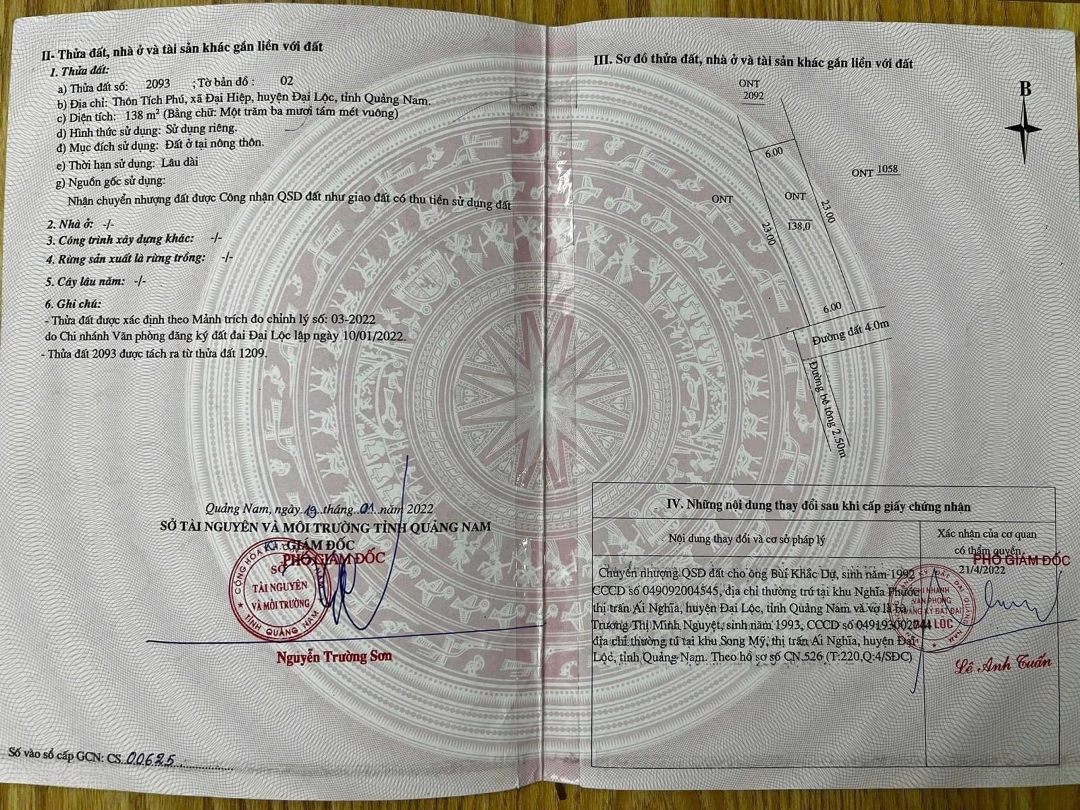 II- Thửa đất, nhà ở và tài sản khác gắn liền với đất
1. Thửa đất:
a) Thửa đất số: 2093 ; Tờ bản đồ : 02
b) Địa chỉ: Thôn Tích Phú, xã Đại Hiệp, huyện Đại Lộc, tỉnh Quảng Nam.
c) Diện tích: 138 m² (Bằng chữ: Một trăm ba mươi tám mét vuông)
d) Hình thức sử dụng: Sử dụng riêng.
đ) Mục đích sử dụng: Đất ở tại nông thôn.
e) Thời hạn sử dụng: Lâu dài
g) Nguồn gốc sử dụng:
Nhận chuyển nhượng đất được Công nhận QSD đất như giao đất có thu tiền sử dụng đất
2. Nhà ở: -/-
3. Công trình xây dựng khác: -/-
4. Rừng sản xuất là rừng trồng: -/-
5. Cây lâu năm: -/-
6. Ghi chú:
- Thửa đất được xác định theo Mảnh trích đo chỉnh lý số: 03-2022
do Chi nhánh Văn phòng đăng ký đất đai Đại Lộc lập ngày 10/01/2022.
- Thửa đất 2093 được tách ra từ thửa đất 1209.
Quảng Nam, ngày 19 tháng 01 năm 2022
SỞ TÀI NGUYÊN VÀ MÔI TRƯỜNG TỈNH QUẢNG NAM
KT. GIÁM ĐỐC
PHÓ GIÁM ĐỐC
SỞ
TÀI NGUYÊN
VÀ MÔI TRƯỜNG
TỈNH QUẢNG NAM
Nguyễn Trường Sơn
Số vào sổ cấp GCN: CS 00625
III. Sơ đồ thửa đất, nhà ở và tài sản khác gắn liền với đất
B
ONT
2092
6.00
ONT 1058
ONT
ONT
138,0
23.00
23.00
6.00
Đường đất 4.0m
Đường bê tông 2.50m
IV. Những nội dung thay đổi sau khi cấp giấy chứng nhận
Nội dung thay đổi và cơ sở pháp lý
Xác nhận của cơ quan
có thẩm quyền
PHÓ GIÁM ĐỐC
21/4/2022
Chuyển nhượng QSD đất cho ông Bùi Khắc Dự, sinh năm 1992
CCCD số 049092004545, địa chỉ thường trú tại khu Nghĩa Phước
thị trấn Ái Nghĩa, huyện Đại Lộc, tỉnh Quảng Nam và vợ là bà
Trương Thị Minh Nguyệt, sinh năm 1993, CCCD số
địa chỉ thường tú tại khu Song Mỹ, thị trấn Ái Nghĩa, huyện Đại
Lộc, tỉnh Quảng Nam. Theo hồ sơ số CN.526 (T:220,Q:4/SĐC)
Lê Anh Tuấn